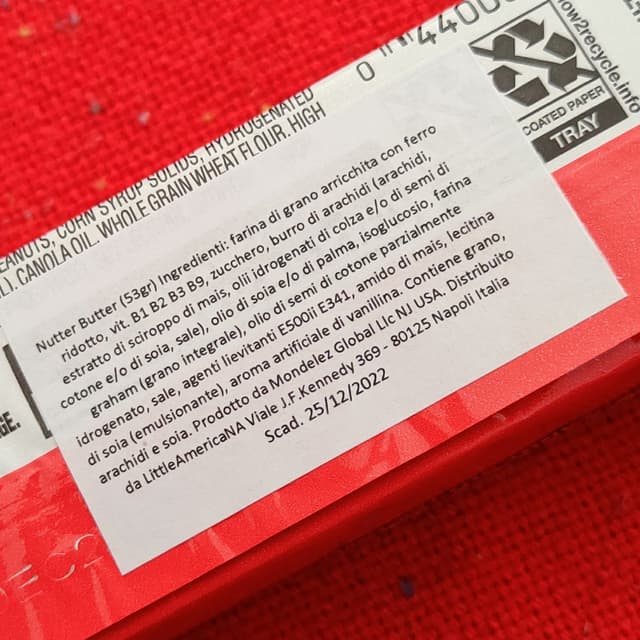 now2recycle.info
COATED PAPER
TRAY
CORN SYRUP SOLIDS, HYDROGENATED
CANOLA OIL. WHOLE GRAIN WHEAT FLOUR. HIGH
Nutter Butter (53gr) Ingredienti: farina di grano arricchita con ferro
ridotto, vit. B1 B2 B3 B9, zucchero, burro di arachidi (arachidi,
estratto di sciroppo di mais, olii idrogenati di colza e/o di semi di
cotone e/o di soia, sale), olio di soia e/o di palma, isoglucosio, farina
graham (grano integrale), olio di semi di cotone parzialmente
idrogenato, sale, agenti lievitanti E500ii E341, amido di mais, lecitina
di soia (emulsionante), aroma artificiale di vanillina. Contiene grano,
arachidi e soia. Prodotto da Mondelez Global Llc NJ USA. Distribuito
da LittleAmericaNA Viale J.F.Kennedy 369 - 80125 Napoli Italia
Scad. 25/12/2022